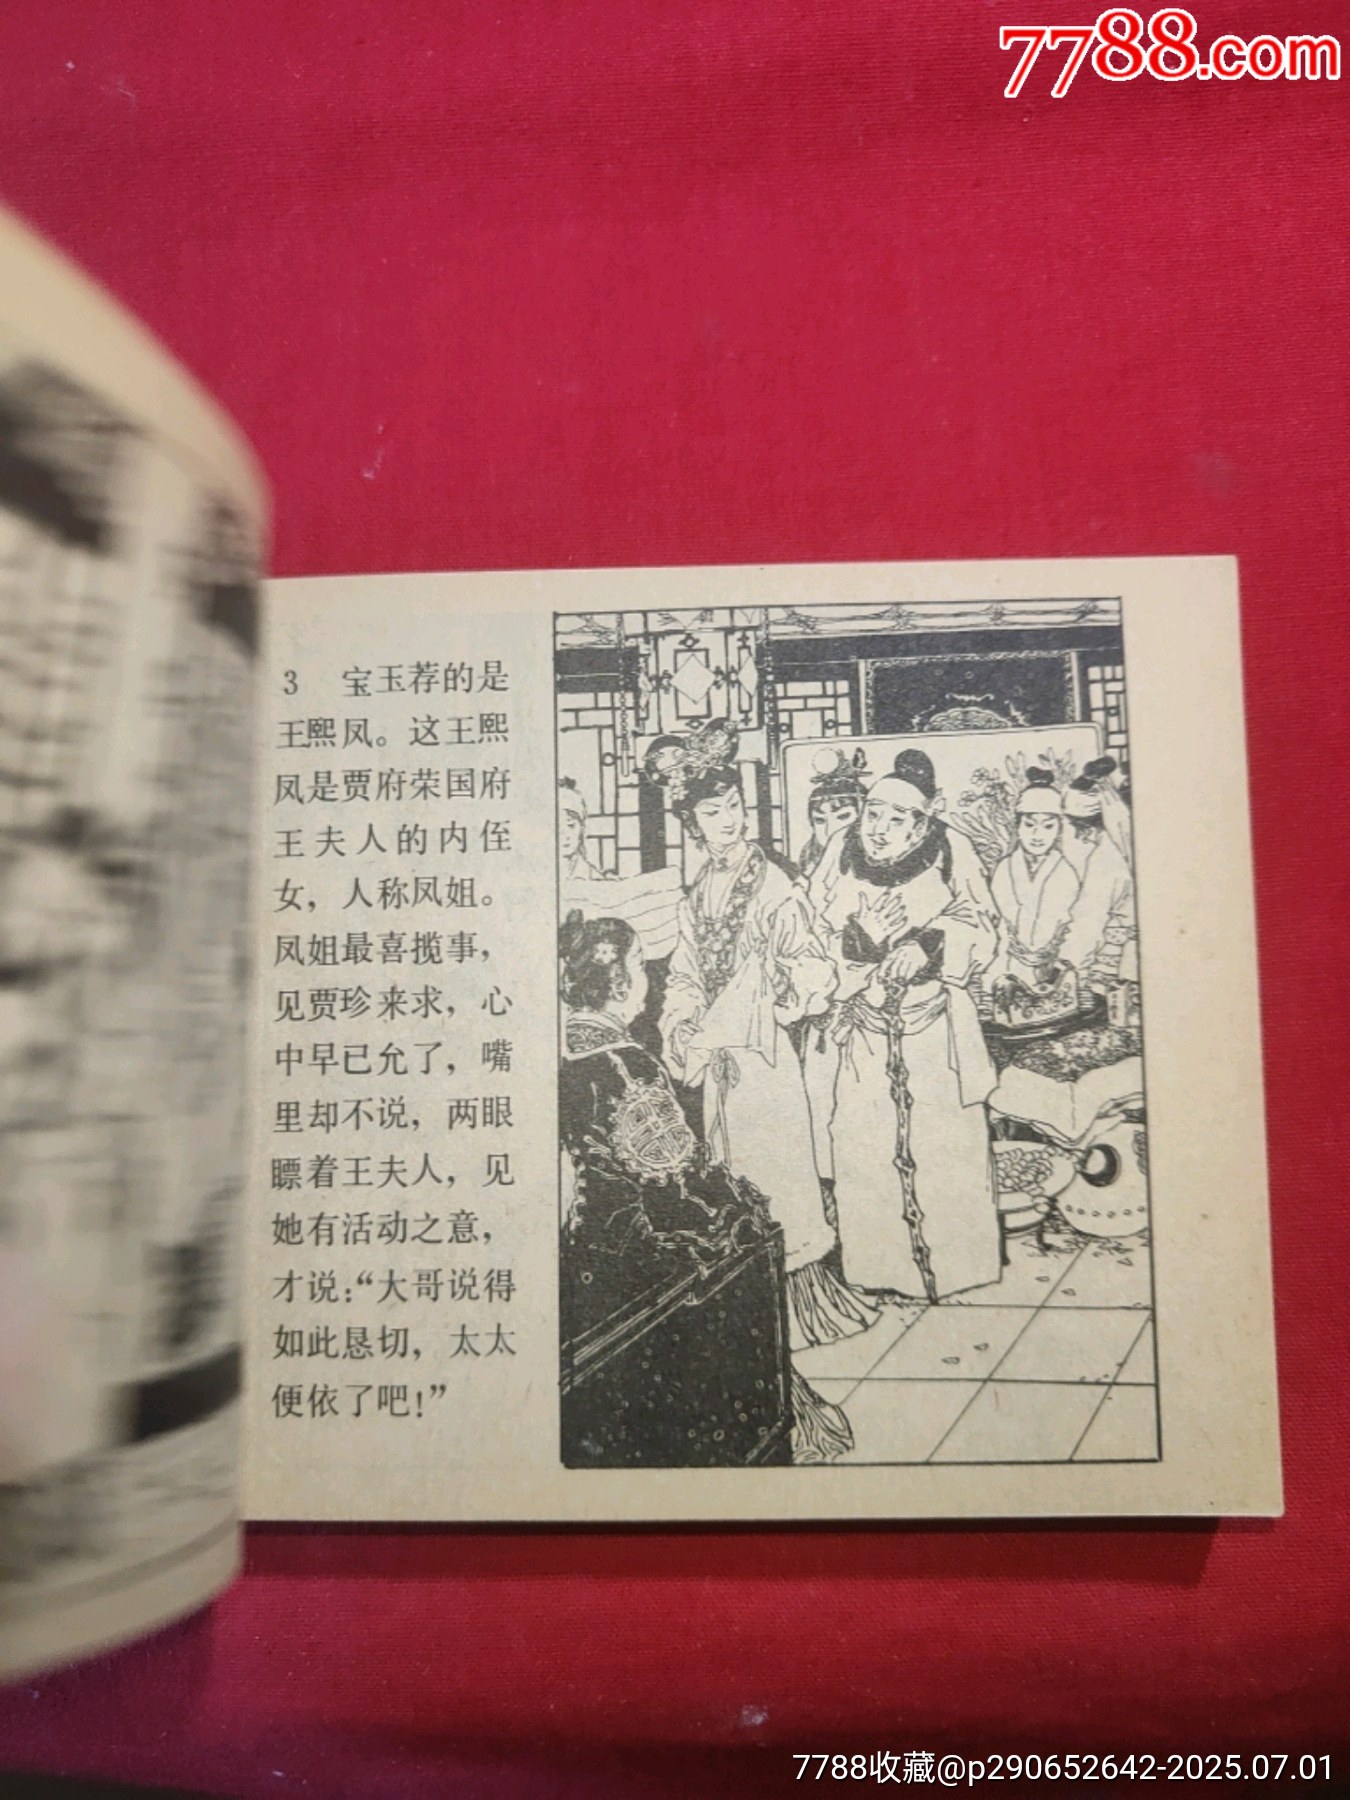 7788.com
3 宝玉荐的是
王熙凤。这王熙
凤是贾府荣国府
王夫人的内侄
女，人称凤姐。
凤姐最喜揽事，
见贾珍来求，心
中早已允了，嘴
里却不说，两眼
瞟着王夫人，见
她有活动之意，
才说：“大哥说得
如此恳切，太太
便依了吧！”
7788收藏@p290652642-2025.07.01